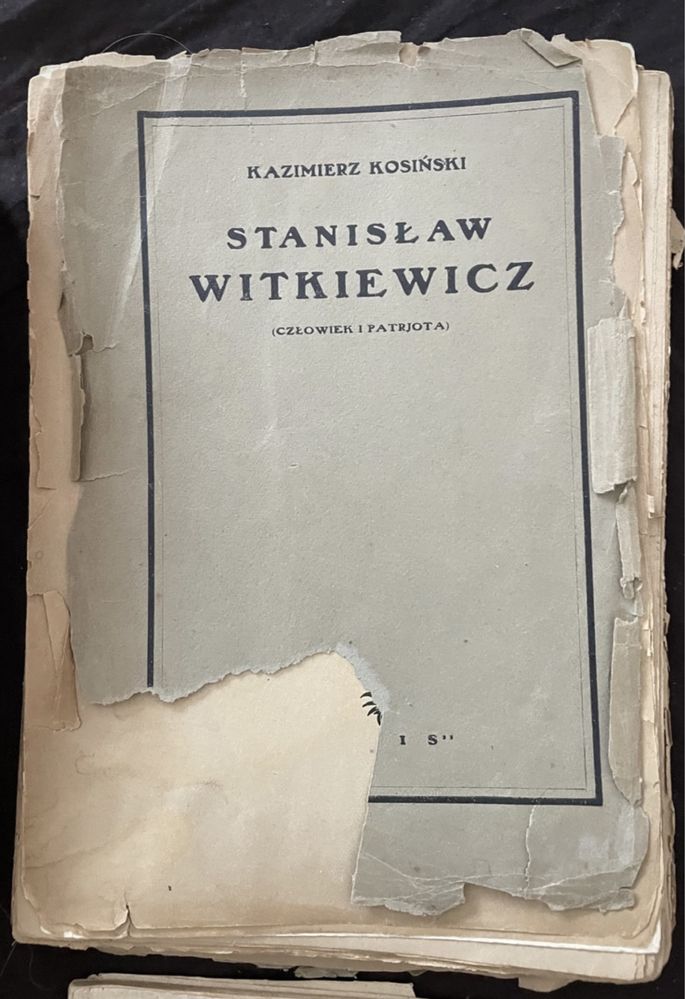 KAZIMIERZ KOSIŃSKI
STANISŁAW
WITKIEWICZ
(CZŁOWIEK I PATRJOTA)
I S”